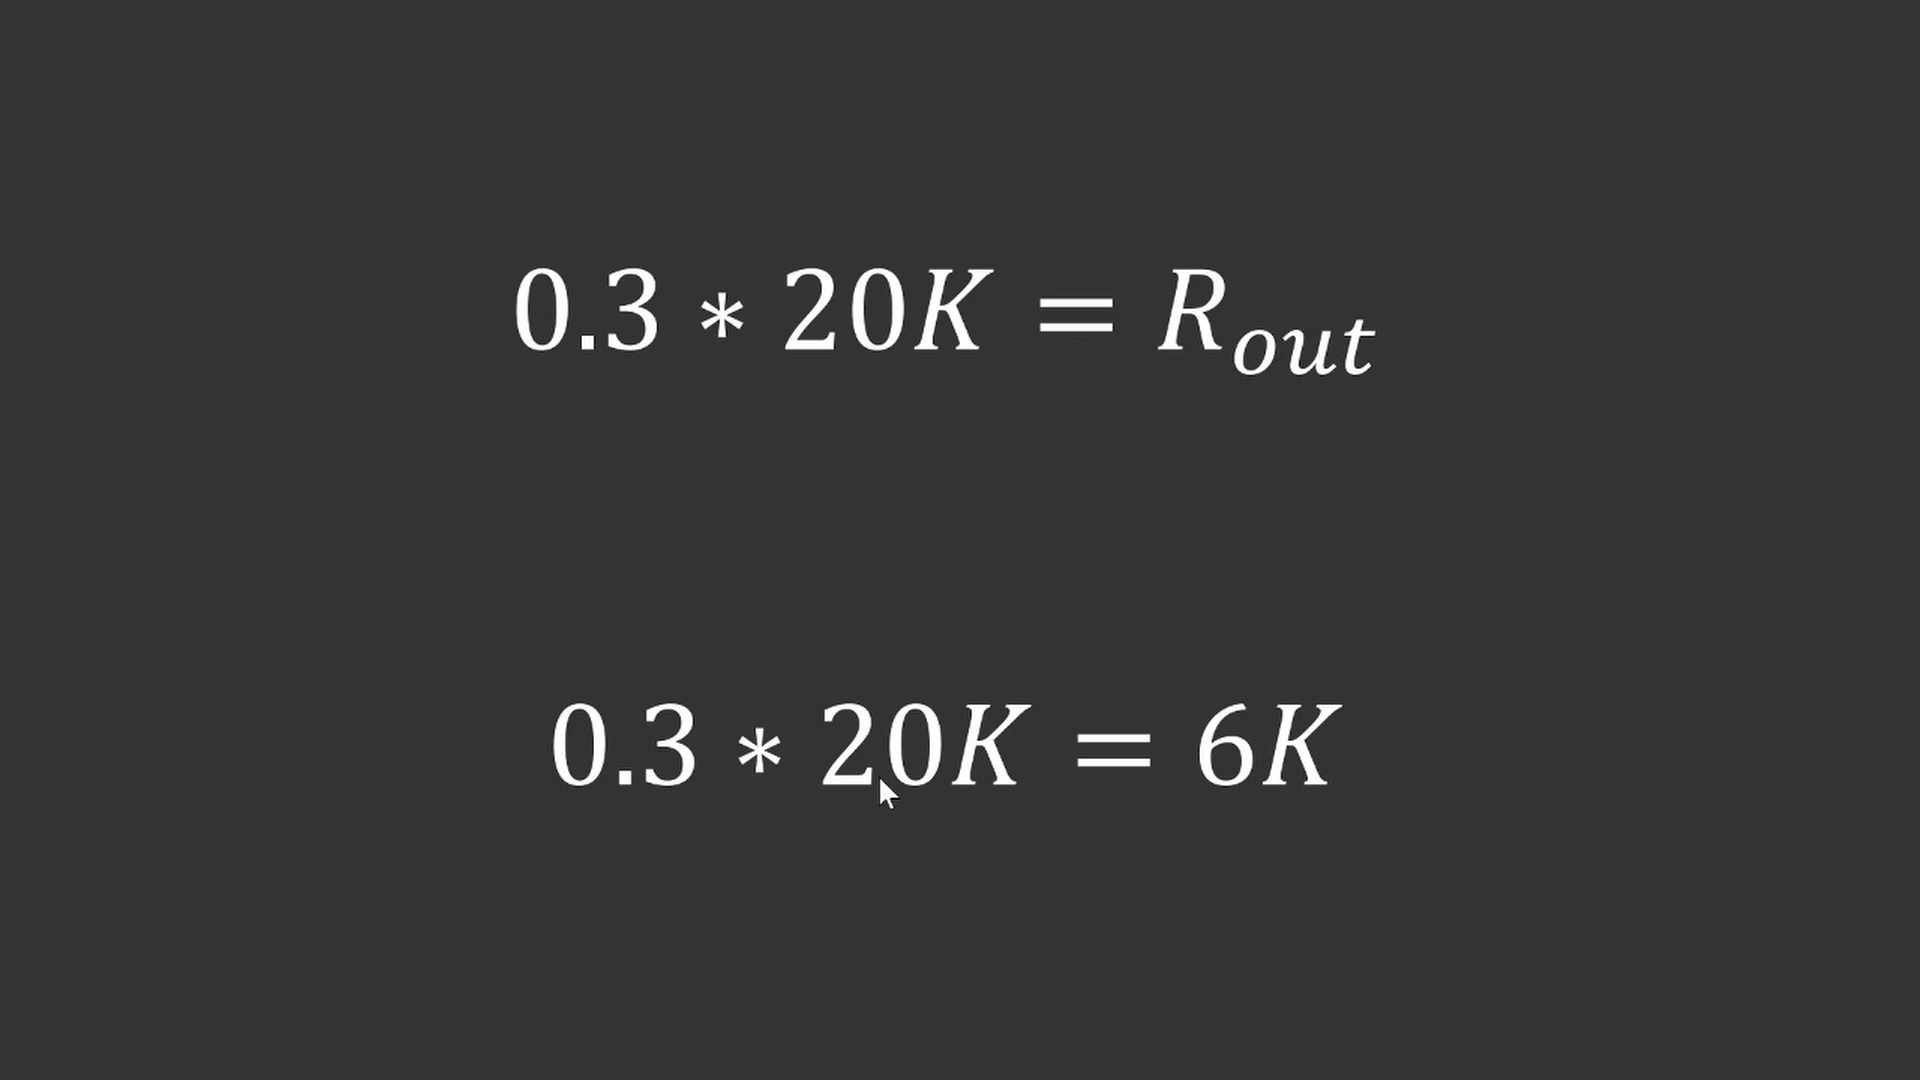 0.3 * 20K = R_out
0.3 * 20K = 6K